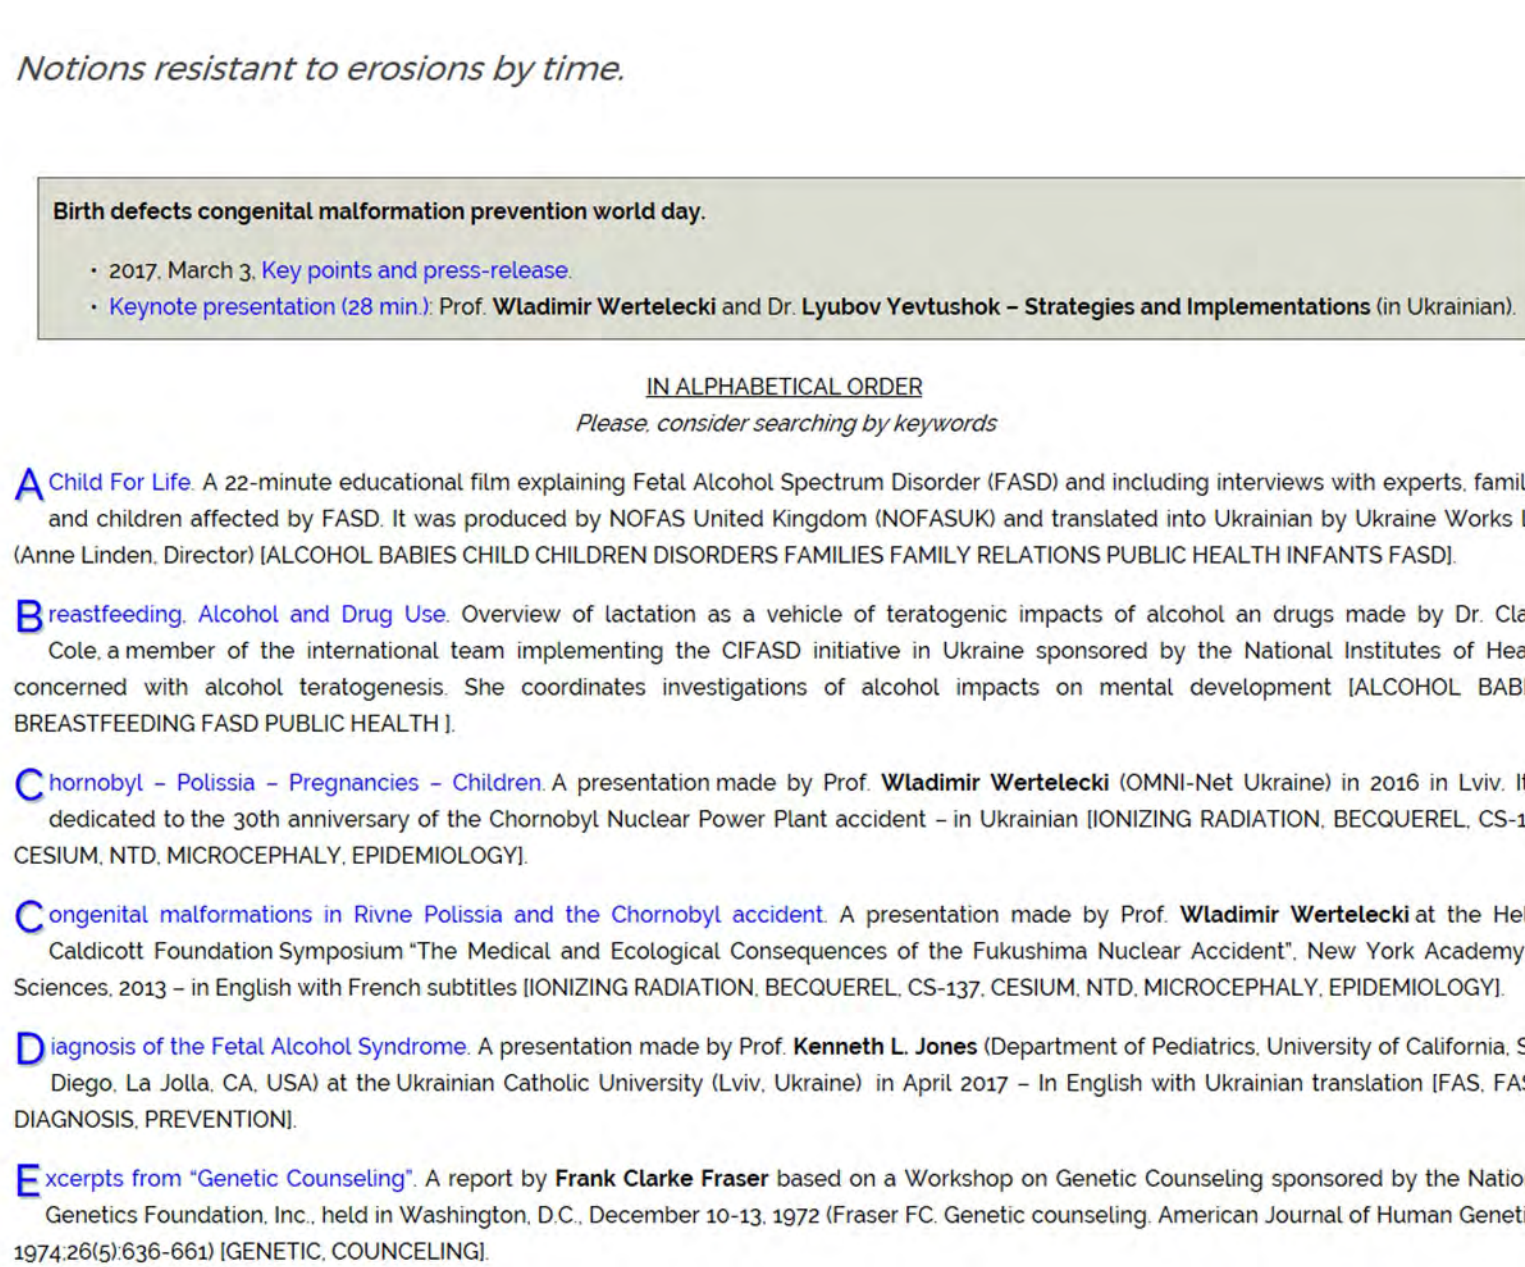 Notions resistant to erosions by time.
Birth defects congenital malformation prevention world day.
• 2017, March 3, Key points and press-release.
• Keynote presentation (28 min.): Prof. Wladimir Wertelecki and Dr. Lyubov Yevtushok – Strategies and Implementations (in Ukrainian).
IN ALPHABETICAL ORDER
Please, consider searching by keywords
A Child For Life. A 22-minute educational film explaining Fetal Alcohol Spectrum Disorder (FASD) and including interviews with experts,
and children affected by FASD. It was produced by NOFAS United Kingdom (NOFASUK) and translated into Ukrainian by Ukraine Works
(Anne Linden, Director) [ALCOHOL BABIES CHILD CHILDREN DISORDERS FAMILIES FAMILY RELATIONS PUBLIC HEALTH INFANTS FASD].
Breastfeeding, Alcohol and Drug Use. Overview of lactation as a vehicle of teratogenic impacts of alcohol an drugs made by Dr.
Cole, a member of the international team implementing the CIFASD initiative in Ukraine sponsored by the National Institutes of
concerned with alcohol teratogenesis. She coordinates investigations of alcohol impacts on mental development [ALCOHOL
BREASTFEEDING FASD PUBLIC HEALTH ].
Chornobyl – Polissia – Pregnancies – Children. A presentation made by Prof. Wladimir Wertelecki (OMNI-Net Ukraine) in 2016 in Lviv.
dedicated to the 30th anniversary of the Chornobyl Nuclear Power Plant accident – in Ukrainian [IONIZING RADIATION, BECQUEREL,
CESIUM, NTD, MICROCEPHALY, EPIDEMIOLOGY].
Congenital malformations in Rivne Polissia and the Chornobyl accident. A presentation made by Prof. Wladimir Wertelecki at the
Caldicott Foundation Symposium “The Medical and Ecological Consequences of the Fukushima Nuclear Accident”, New York Academy
Sciences, 2013 – in English with French subtitles [IONIZING RADIATION, BECQUEREL, CS-137, CESIUM, NTD, MICROCEPHALY, EPIDEMIOLOGY].
Diagnosis of the Fetal Alcohol Syndrome. A presentation made by Prof. Kenneth L. Jones (Department of Pediatrics, University of California,
Diego, La Jolla, CA, USA) at the Ukrainian Catholic University (Lviv, Ukraine) in April 2017 – In English with Ukrainian translation [FAS,
DIAGNOSIS, PREVENTION].
Excerpts from “Genetic Counseling”. A report by Frank Clarke Fraser based on a Workshop on Genetic Counseling sponsored by the
Genetics Foundation, Inc., held in Washington, D.C., December 10-13, 1972 (Fraser FC. Genetic counseling. American Journal of Human
1974;26(5):636-661) [GENETIC, COUNCELING].